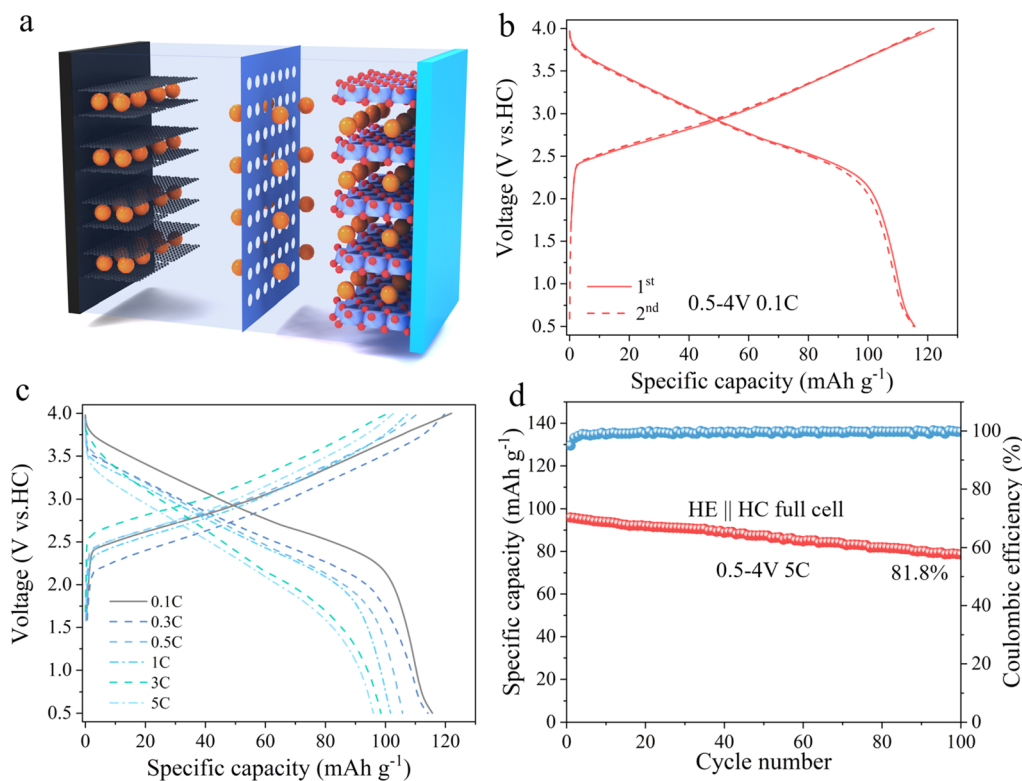 a
b
4.0
3.5
3.0
2.5
2.0
1.5
1.0
0.5
Voltage (V vs.HC)
1st
2nd
0.5-4V 0.1C
0 20 40 60 80 100 120
Specific capacity (mAh g-1)
c
4.0
3.5
3.0
2.5
2.0
1.5
1.0
0.5
Voltage (V vs.HC)
0.1C
0.3C
0.5C
1C
3C
5C
0 20 40 60 80 100 120
Specific capacity (mAh g-1)
d
140
120
100
80
60
40
20
0
Specific capacity (mAh g-1)
HE || HC full cell
0.5-4V 5C
81.8%
100
80
60
40
20
0
Coulombic efficiency (%)
0 20 40 60 80 100
Cycle number